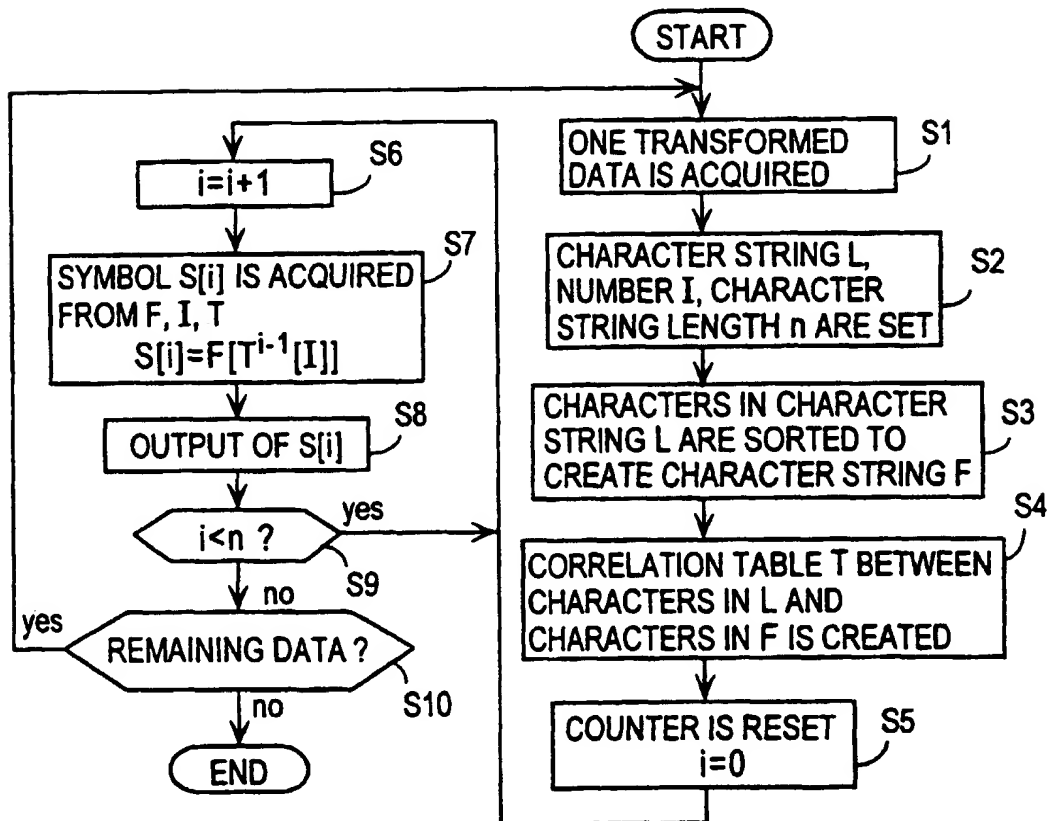 START
ONE TRANSFORMED
DATA IS ACQUIRED
S1
CHARACTER STRING L,
NUMBER I, CHARACTER
STRING LENGTH n ARE SET
S2
CHARACTERS IN CHARACTER
STRING L ARE SORTED TO
CREATE CHARACTER STRING F
S3
CORRELATION TABLE T BETWEEN
CHARACTERS IN L AND
CHARACTERS IN F IS CREATED
S4
COUNTER IS RESET
i=0
S5
i=i+1
S6
SYMBOL S[i] IS ACQUIRED
FROM F, I, T
S[i]=F[T^{i-1}[I]]
S7
OUTPUT OF S[i]
S8
i<n ?
yes
S9
no
REMAINING DATA ?
yes
S10
no
END